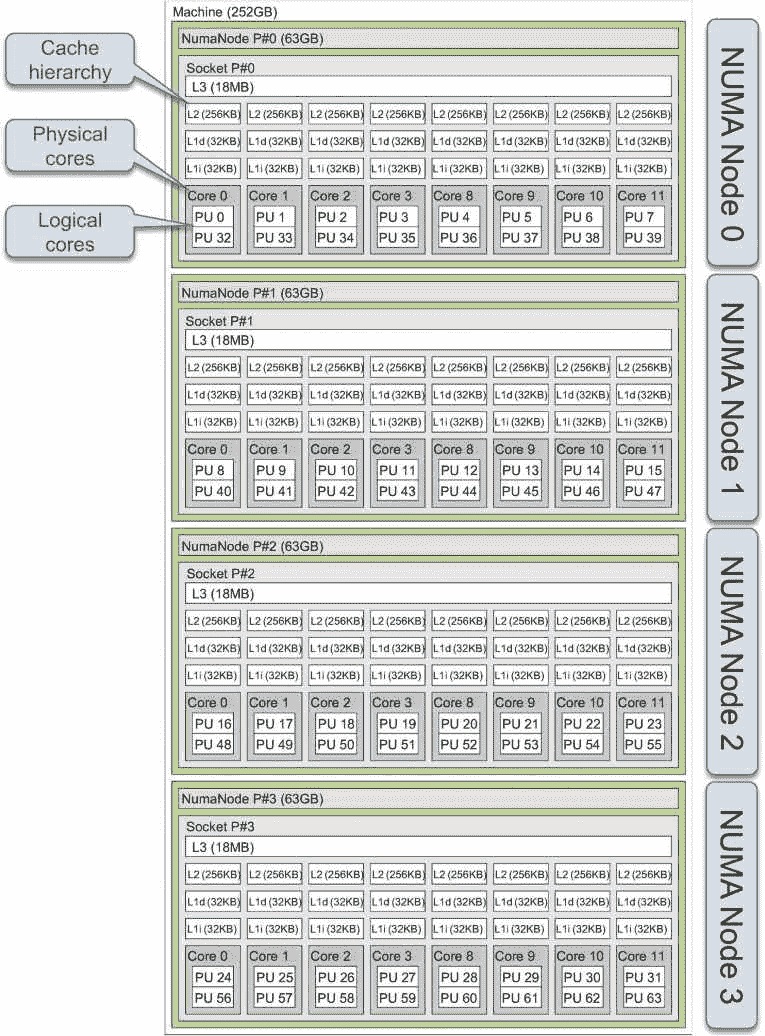 Machine (252GB)
Cache
hierarchy
Physical
cores
Logical
cores
NUMA Node 0
NumaNode P#0 (63GB)
Socket P#0
L3 (18MB)
L2 (256KB) L2 (256KB) L2 (256KB) L2 (256KB) L2 (256KB) L2 (256KB) L2 (256KB) L2 (256KB)
L1d (32KB) L1d (32KB) L1d (32KB) L1d (32KB) L1d (32KB) L1d (32KB) L1d (32KB) L1d (32KB)
L1i (32KB) L1i (32KB) L1i (32KB) L1i (32KB) L1i (32KB) L1i (32KB) L1i (32KB) L1i (32KB)
Core 0 Core 1 Core 2 Core 3 Core 8 Core 9 Core 10 Core 11
PU 0 PU 1 PU 2 PU 3 PU 4 PU 5 PU 6 PU 7
PU 32 PU 33 PU 34 PU 35 PU 36 PU 37 PU 38 PU 39
NUMA Node 1
NumaNode P#1 (63GB)
Socket P#1
L3 (18MB)
L2 (256KB) L2 (256KB) L2 (256KB) L2 (256KB) L2 (256KB) L2 (256KB) L2 (256KB) L2 (256KB)
L1d (32KB) L1d (32KB) L1d (32KB) L1d (32KB) L1d (32KB) L1d (32KB) L1d (32KB) L1d (32KB)
L1i (32KB) L1i (32KB) L1i (32KB) L1i (32KB) L1i (32KB) L1i (32KB) L1i (32KB) L1i (32KB)
Core 0 Core 1 Core 2 Core 3 Core 8 Core 9 Core 10 Core 11
PU 8 PU 9 PU 10 PU 11 PU 12 PU 13 PU 14 PU 15
PU 40 PU 41 PU 42 PU 43 PU 44 PU 45 PU 46 PU 47
NUMA Node 2
NumaNode P#2 (63GB)
Socket P#2
L3 (18MB)
L2 (256KB) L2 (256KB) L2 (256KB) L2 (256KB) L2 (256KB) L2 (256KB) L2 (256KB) L2 (256KB)
L1d (32KB) L1d (32KB) L1d (32KB) L1d (32KB) L1d (32KB) L1d (32KB) L1d (32KB) L1d (32KB)
L1i (32KB) L1i (32KB) L1i (32KB) L1i (32KB) L1i (32KB) L1i (32KB) L1i (32KB) L1i (32KB)
Core 0 Core 1 Core 2 Core 3 Core 8 Core 9 Core 10 Core 11
PU 16 PU 17 PU 18 PU 19 PU 20 PU 21 PU 22 PU 23
PU 48 PU 49 PU 50 PU 51 PU 52 PU 53 PU 54 PU 55
NUMA Node 3
NumaNode P#3 (63GB)
Socket P#3
L3 (18MB)
L2 (256KB) L2 (256KB) L2 (256KB) L2 (256KB) L2 (256KB) L2 (256KB) L2 (256KB) L2 (256KB)
L1d (32KB) L1d (32KB) L1d (32KB) L1d (32KB) L1d (32KB) L1d (32KB) L1d (32KB) L1d (32KB)
L1i (32KB) L1i (32KB) L1i (32KB) L1i (32KB) L1i (32KB) L1i (32KB) L1i (32KB) L1i (32KB)
Core 0 Core 1 Core 2 Core 3 Core 8 Core 9 Core 10 Core 11
PU 24 PU 25 PU 26 PU 27 PU 28 PU 29 PU 30 PU 31
PU 56 PU 57 PU 58 PU 59 PU 60 PU 61 PU 62 PU 63